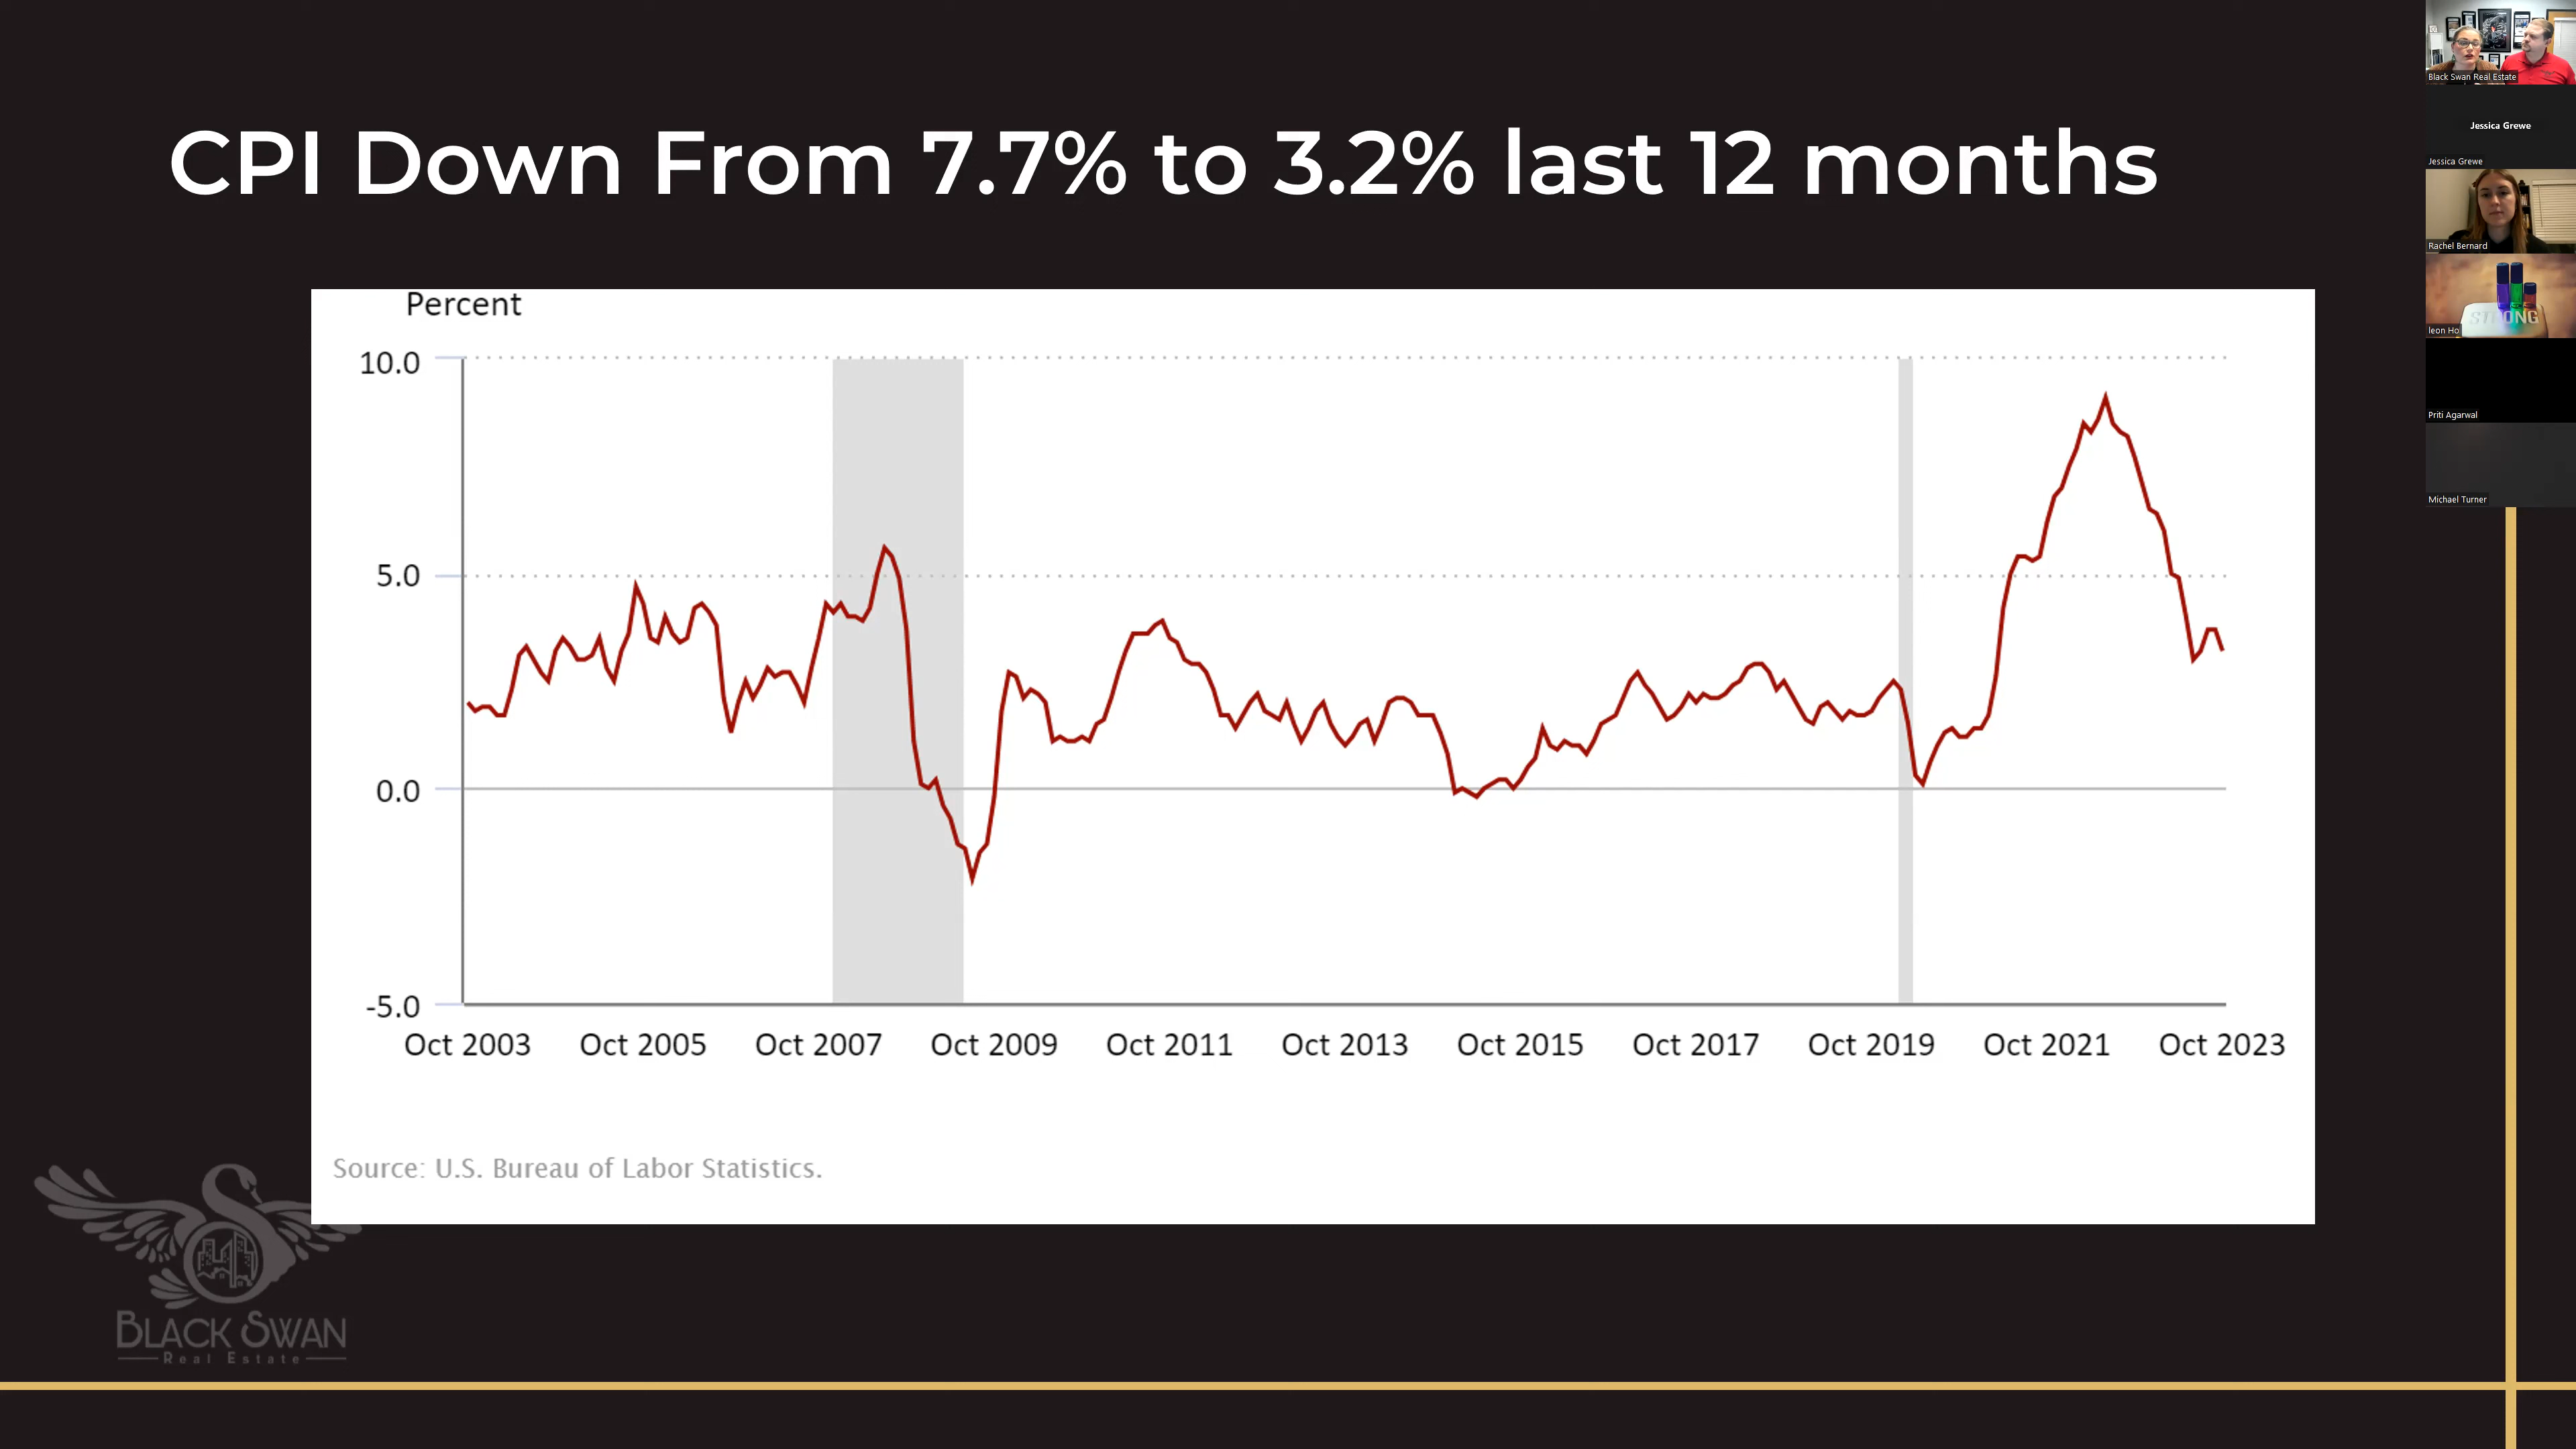 CPI Down From 7.7% to 3.2% last 12 months
Percent
10.0
5.0
0.0
-5.0
Oct 2003 Oct 2005 Oct 2007 Oct 2009 Oct 2011 Oct 2013 Oct 2015 Oct 2017 Oct 2019 Oct 2021 Oct 2023
Source: U.S. Bureau of Labor Statistics.
BLACK SWAN
Real Estate
Black Swan Real Estate
Jessica Grewe
Jessica Grewe
Rachel Bernard
STRONG
leon Ho
Priti Agarwal
Michael Turner